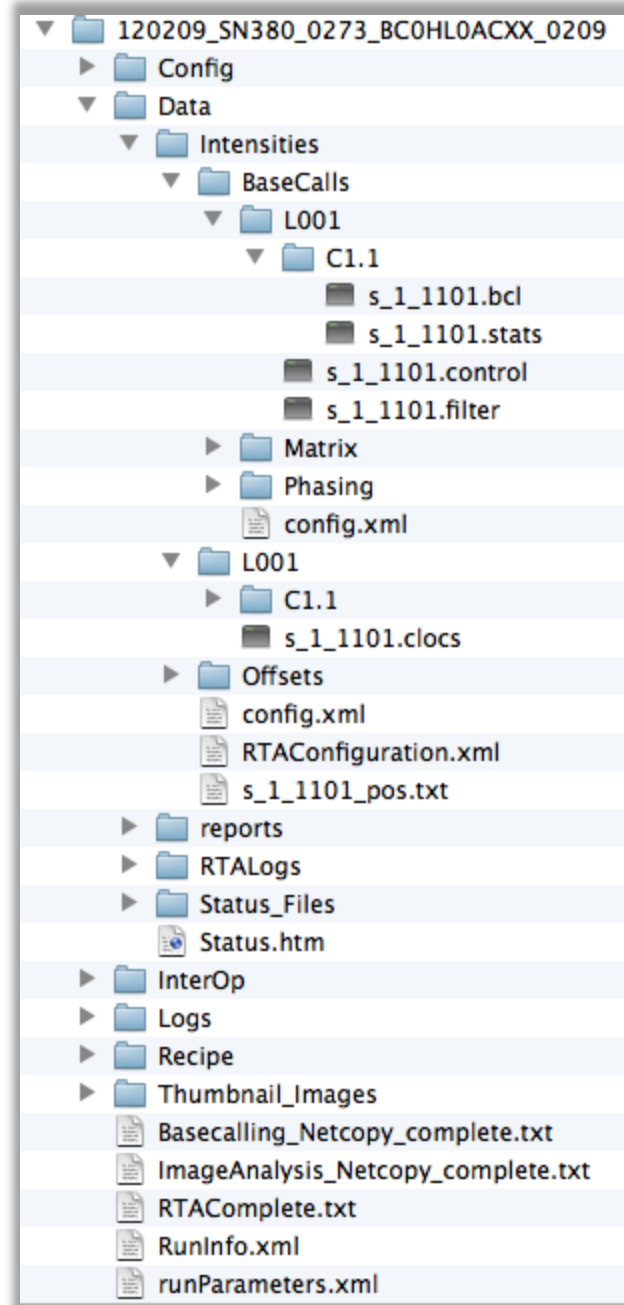 120209_SN380_0273_BC0HL0ACXX_0209
Config
Data
Intensities
BaseCalls
L001
C1.1
s_1_1101.bcl
s_1_1101.stats
s_1_1101.control
s_1_1101.filter
Matrix
Phasing
config.xml
L001
C1.1
s_1_1101.clocs
Offsets
config.xml
RTAConfiguration.xml
s_1_1101_pos.txt
reports
RTALogs
Status_Files
Status.htm
InterOp
Logs
Recipe
Thumbnail_Images
Basecalling_Netcopy_complete.txt
ImageAnalysis_Netcopy_complete.txt
RTAComplete.txt
RunInfo.xml
runParameters.xml